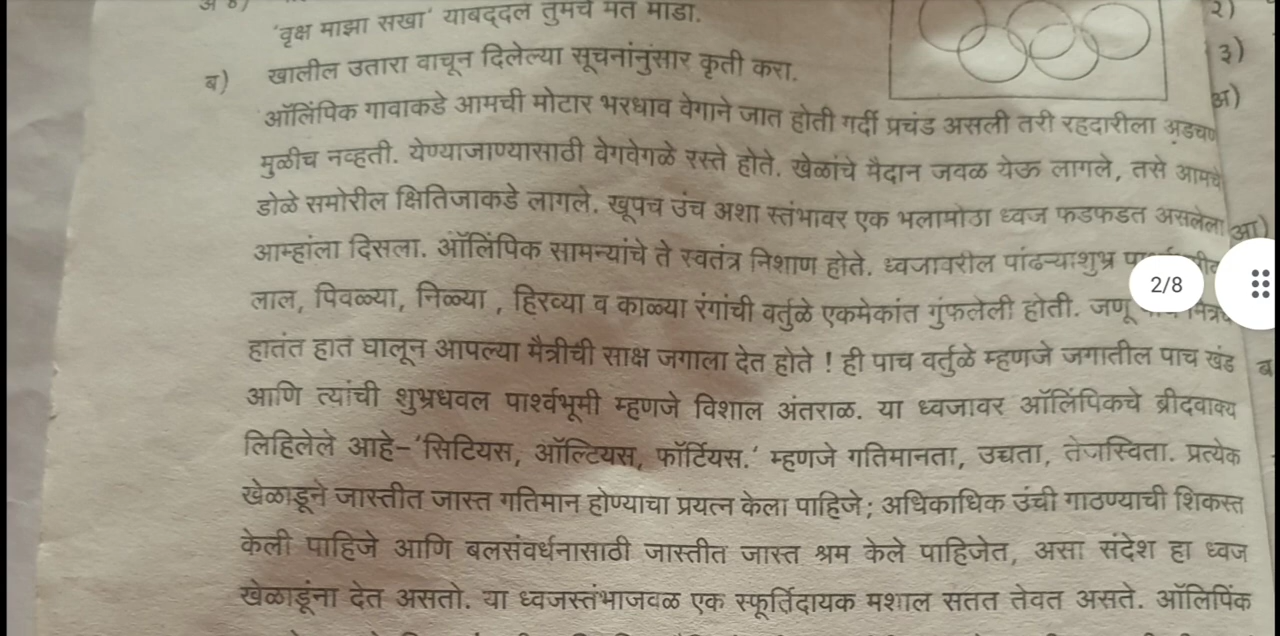 'वृक्ष माझा सखा' याबद्दल तुमचे मत मांडा.
२)
ब) खालील उतारा वाचून दिलेल्या सूचनांनुंसार कृती करा.
३)
अ)
ऑलिंपिक गावाकडे आमची मोटार भरधाव वेगाने जात होती गर्दी प्रचंड असली तरी रहदारीला अडचण
मुळीच नव्हती. येण्याजाण्यासाठी वेगवेगळे रस्ते होते. खेळांचे मैदान जवळ येऊ लागले, तसे आमचे
डोळे समोरील क्षितिजाकडे लागले. खूपच उंच अशा स्तंभावर एक भलामोठा ध्वज फडफडत असलेला
आ)
आम्हांला दिसला. ऑलिंपिक सामन्यांचे ते स्वतंत्र निशाण होते. ध्वजावरील पांढऱ्याशुभ्र
2/8
लाल, पिवळ्या, निळ्या , हिरव्या व काळ्या रंगांची वर्तुळे एकमेकांत गुंफलेली होती. जणू
हातंत हात घालून आपल्या मैत्रीची साक्ष जगाला देत होते ! ही पाच वर्तुळे म्हणजे जगातील पाच खंड
ब
आणि त्यांची शुभ्रधवल पार्श्वभूमी म्हणजे विशाल अंतराळ. या ध्वजावर ऑलिंपिकचे ब्रीदवाक्य
लिहिलेले आहे-'सिटियस, ऑल्टियस, फॉर्टियस.' म्हणजे गतिमानता, उच्चता, तेजस्विता. प्रत्येक
खेळाडूने जास्तीत जास्त गतिमान होण्याचा प्रयत्न केला पाहिजे; अधिकाधिक उंची गाठण्याची शिकस्त
केली पाहिजे आणि बलसंवर्धनासाठी जास्तीत जास्त श्रम केले पाहिजेत, असा संदेश हा ध्वज
खेळाडूंना देत असतो. या ध्वजस्तंभाजवळ एक स्फूर्तिदायक मशाल सतत तेवत असते. ऑलिपिंक